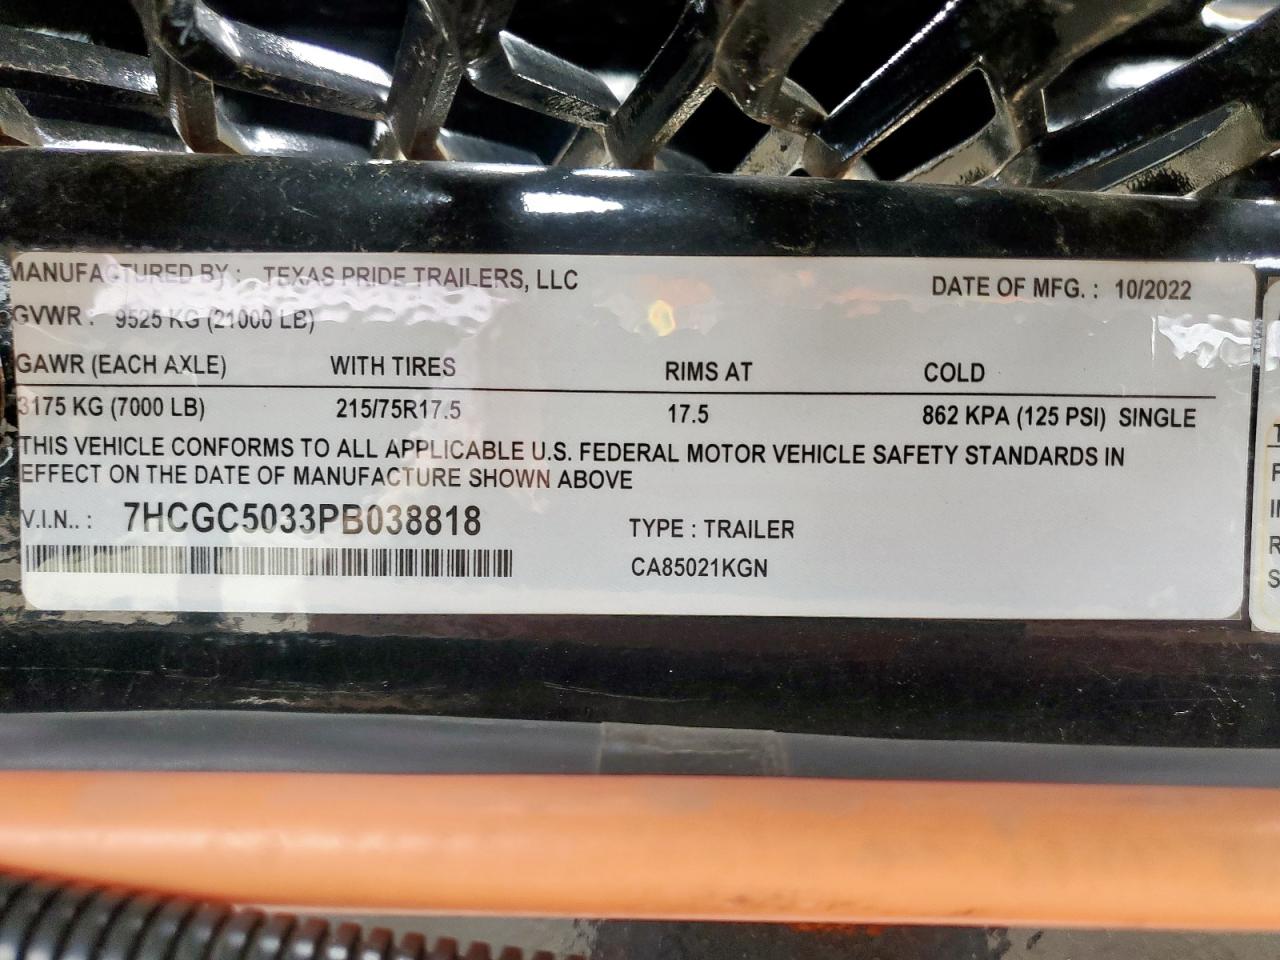 MANUFACTURED BY : TEXAS PRIDE TRAILERS, LLC DATE OF MFG. : 10/2022
GVWR : 9525 KG (21000 LB)
GAWR (EACH AXLE) WITH TIRES RIMS AT COLD
3175 KG (7000 LB) 215/75R17.5 17.5 862 KPA (125 PSI) SINGLE
THIS VEHICLE CONFORMS TO ALL APPLICABLE U.S. FEDERAL MOTOR VEHICLE SAFETY STANDARDS IN
EFFECT ON THE DATE OF MANUFACTURE SHOWN ABOVE
V.I.N.. : 7HCGC5033PB038818 TYPE : TRAILER
CA85021KGN